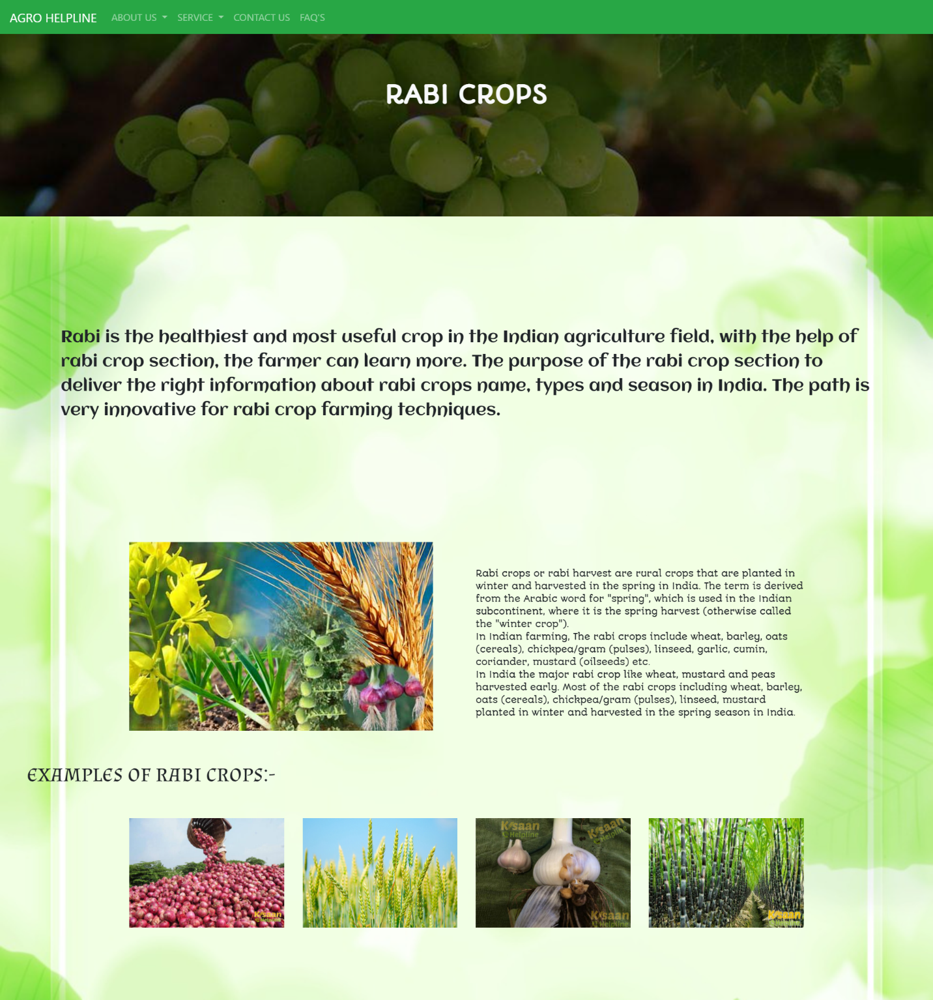 AGRO HELPLINE ABOUT US SERVICE CONTACT US FAQ'S
RABI CROPS
Rabi is the healthiest and most useful crop in the Indian agriculture field, with the help of
rabi crop section, the farmer can learn more. The purpose of the rabi crop section to
deliver the right information about rabi crops name, types and season in India. The path is
very innovative for rabi crop farming techniques.
Rabi crops or rabi harvest are rural crops that are planted in
winter and harvested in the spring in India. The term is derived
from the Arabic word for "spring", which is used in the Indian
subcontinent, where it is the spring harvest (otherwise called
the "winter crop").
In Indian farming, The rabi crops include wheat, barley, oats
(cereals), chickpea/gram (pulses), linseed, garlic, cumin,
coriander, mustard (oilseeds) etc.
In India the major rabi crop like wheat, mustard and peas
harvested early. Most of the rabi crops including wheat, barley,
oats (cereals), chickpea/gram (pulses), linseed, mustard
planted in winter and harvested in the spring season in India.
EXAMPLES OF RABI CROPS:-
Kisaan
Helpline
Kisaan
Helpline
Kisaan
Helpline
Kisaan
Helpline
Kisaan
Helpline